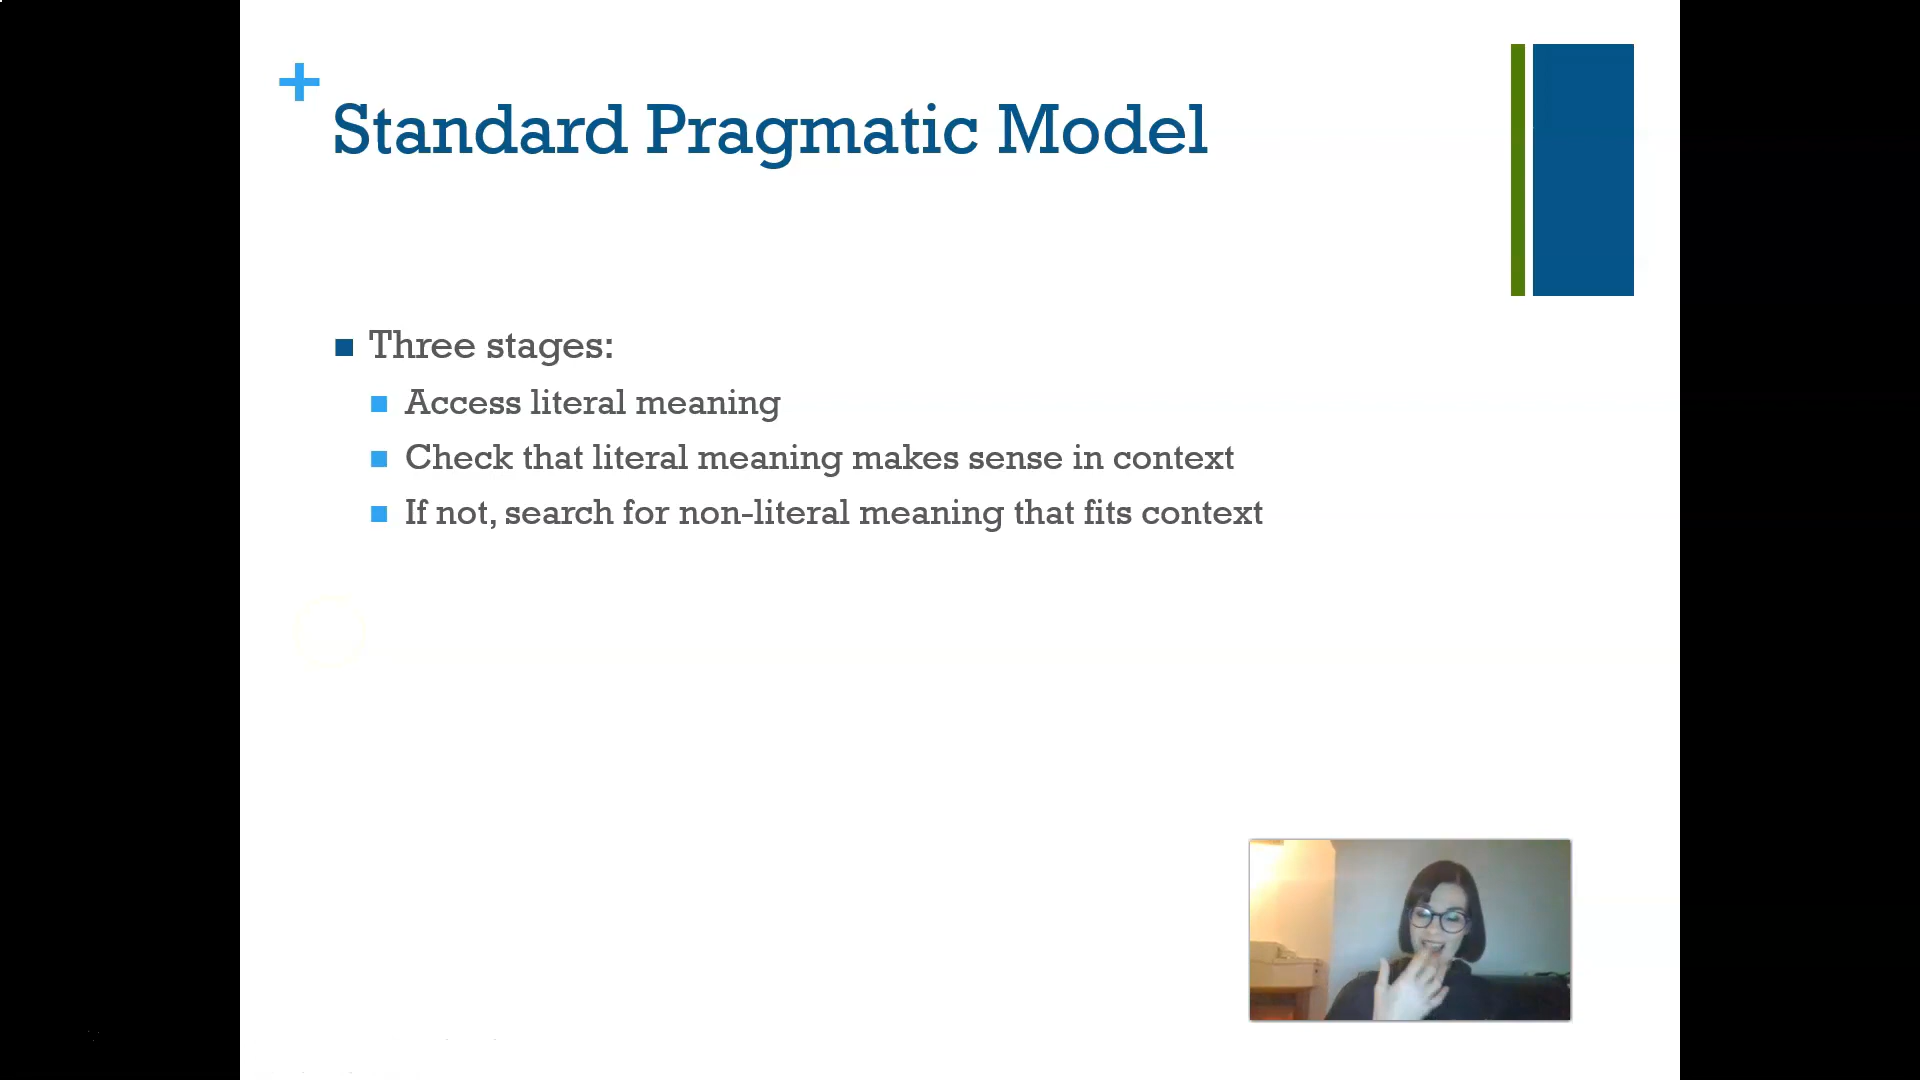 +
Standard Pragmatic Model
Three stages:
Access literal meaning
Check that literal meaning makes sense in context
If not, search for non-literal meaning that fits context